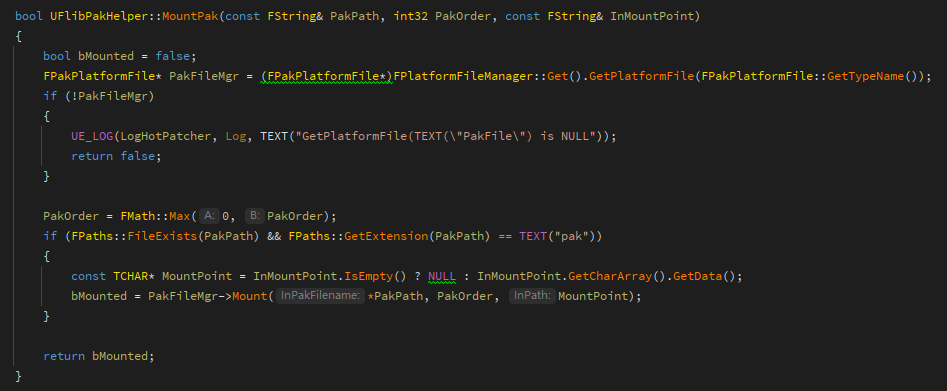 bool UFlibPakHelper::MountPak(const FString& PakPath, int32 PakOrder, const FString& InMountPoint)
{
    bool bMounted = false;
    FPakPlatformFile* PakFileMgr = (FPakPlatformFile*)FPlatformFileManager::Get().GetPlatformFile(FPakPlatformFile::GetTypeName());
    if (!PakFileMgr)
    {
        UE_LOG(LogHotPatcher, Log, TEXT("GetPlatformFile(TEXT(\"PakFile\") is NULL"));
        return false;
    }

    PakOrder = FMath::Max( A: 0, B: PakOrder);
    if (FPaths::FileExists(PakPath) && FPaths::GetExtension(PakPath) == TEXT("pak"))
    {
        const TCHAR* MountPoint = InMountPoint.IsEmpty() ? NULL : InMountPoint.GetCharArray().GetData();
        bMounted = PakFileMgr->Mount( InPakFilename: *PakPath, PakOrder, InPath: MountPoint);
    }

    return bMounted;
}